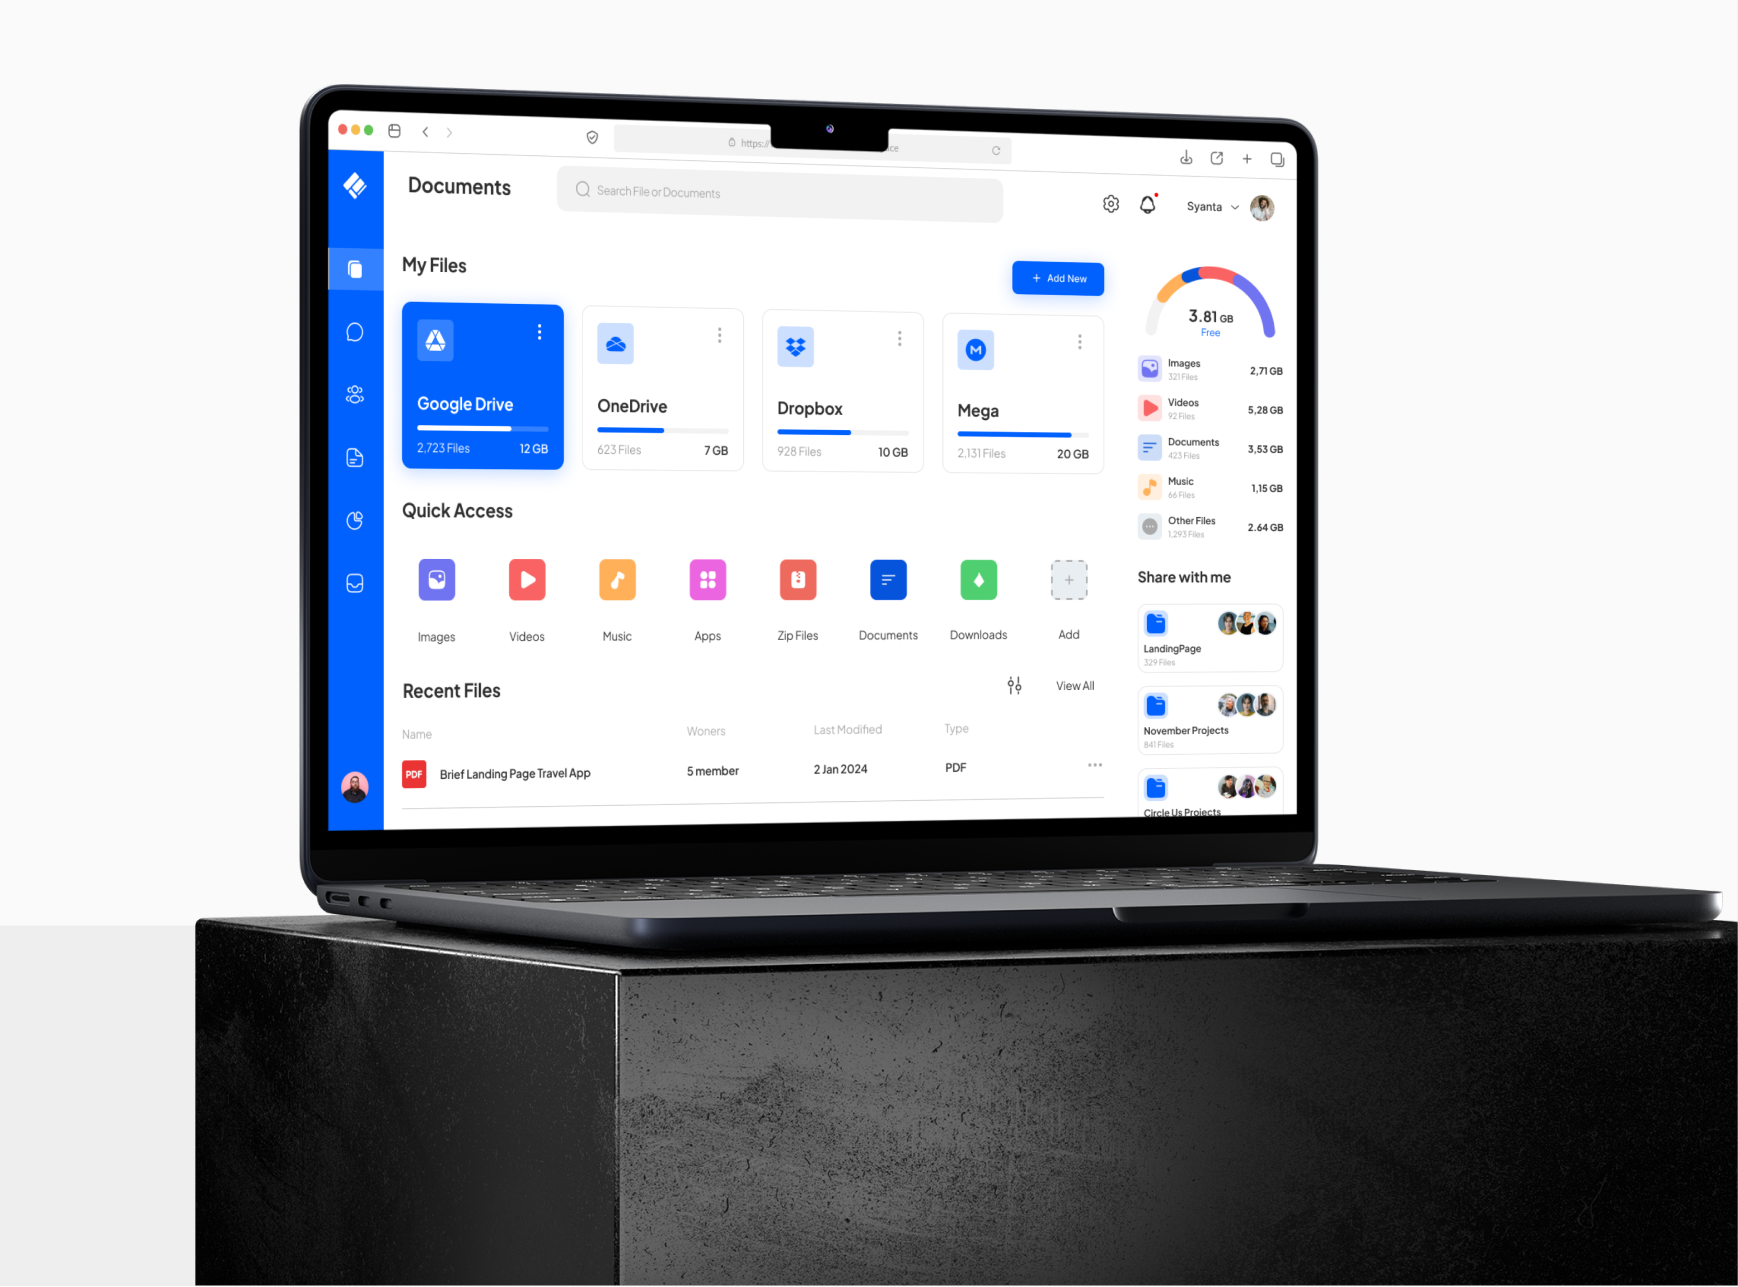 https://
ce
Documents
Search File or Documents
Syanta
My Files
+ Add New
Google Drive
2,723 Files 12 GB
OneDrive
623 Files 7 GB
Dropbox
928 Files 10 GB
M
Mega
2,131 Files 20 GB
Quick Access
Images Videos Music Apps Zip Files Documents Downloads Add
Recent Files
View All
Name Woners Last Modified Type
PDF Brief Landing Page Travel App 5 member 2 Jan 2024 PDF
3.81 GB
Free
Images
321 Files
2,71 GB
Videos
92 Files
5,28 GB
Documents
423 Files
3,53 GB
Music
66 Files
1,15 GB
Other Files
1.293 Files
2.64 GB
Share with me
LandingPage
329 Files
November Projects
841 Files
Circle Us Projects